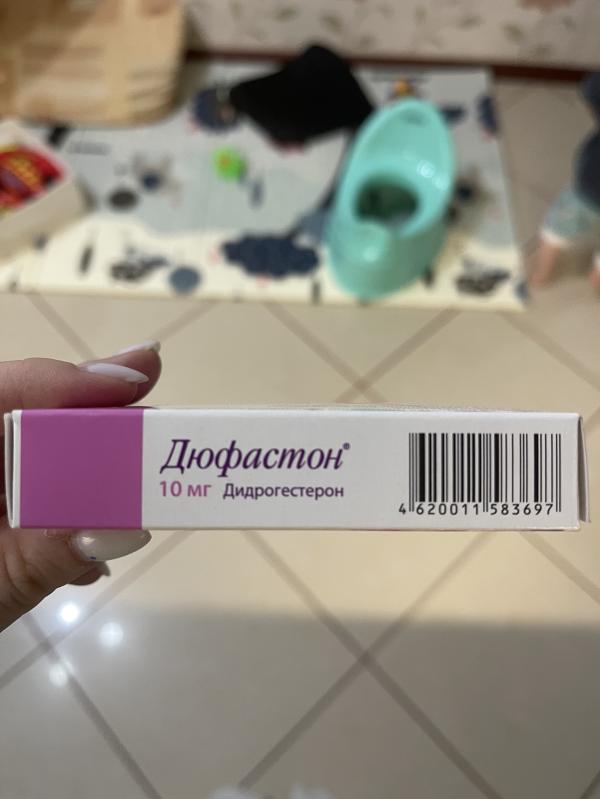 Дюфастон®
10 мг Дидрогестерон
4 620011 583697